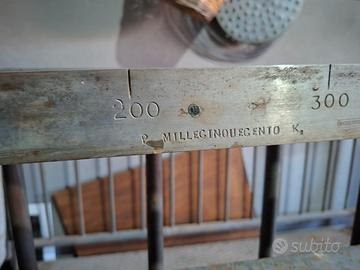 200 300
P. MILLECINQUECENTO K.
subito